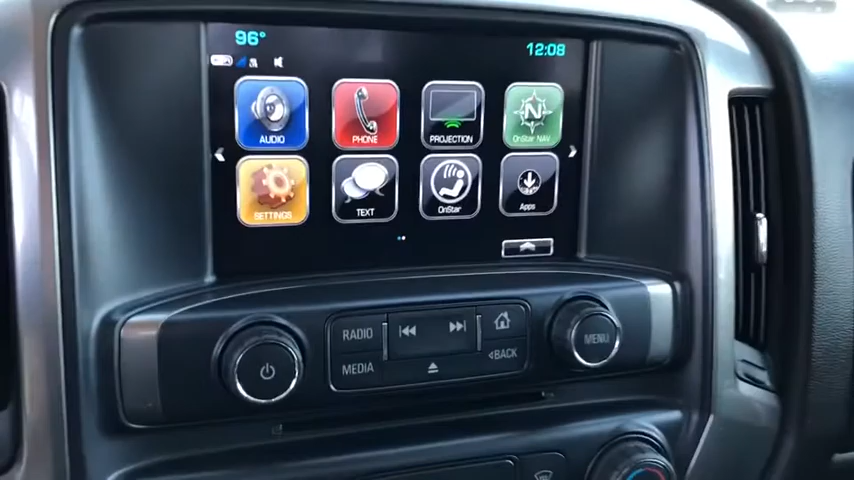 96° 12:08
AUDIO PHONE PROJECTION OnStar NAV
SETTINGS TEXT OnStar Apps
RADIO
MEDIA BACK
MENU